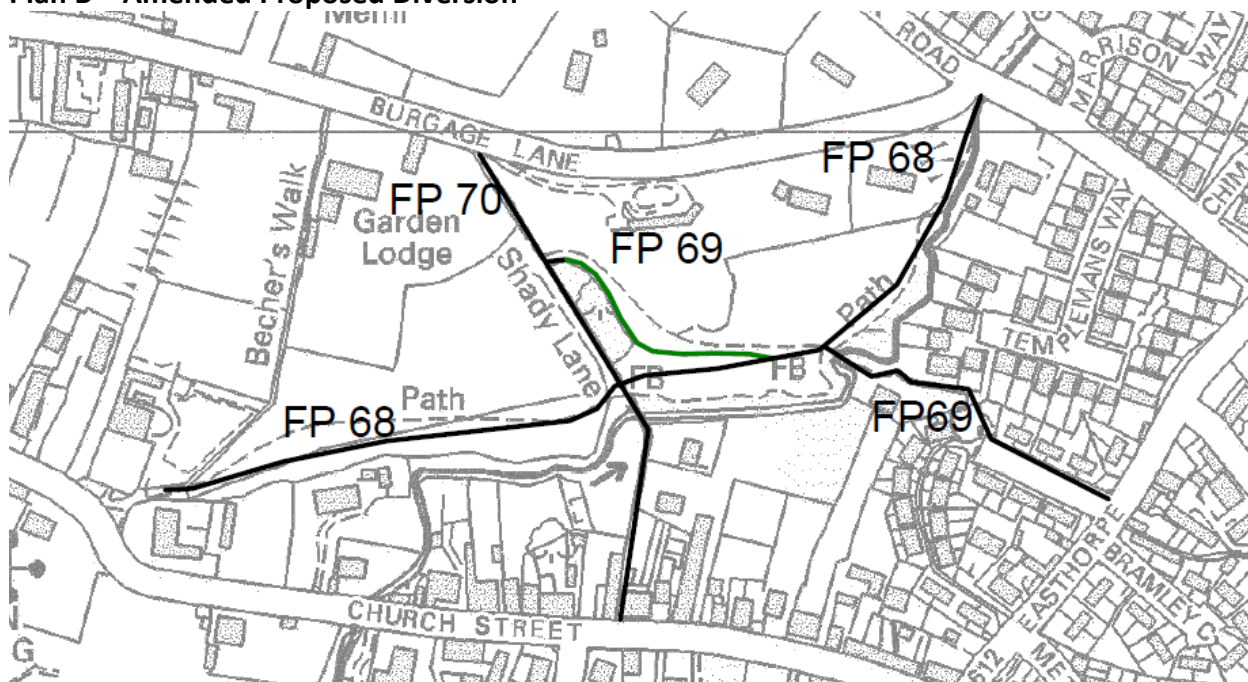 Plan B – Amended Proposed Diversion
BURGAGE LANE
ROAD
MARRISON WAY
FP 68
FP 70
Garden
Lodge
FP 69
Becher's Walk
Shady Lane
Path
TEMPLEMANS WAY
FB
FB
Path
FP 68
FP69
CHURCH STREET
EASTHORPE
BRAMLEY C
612
G